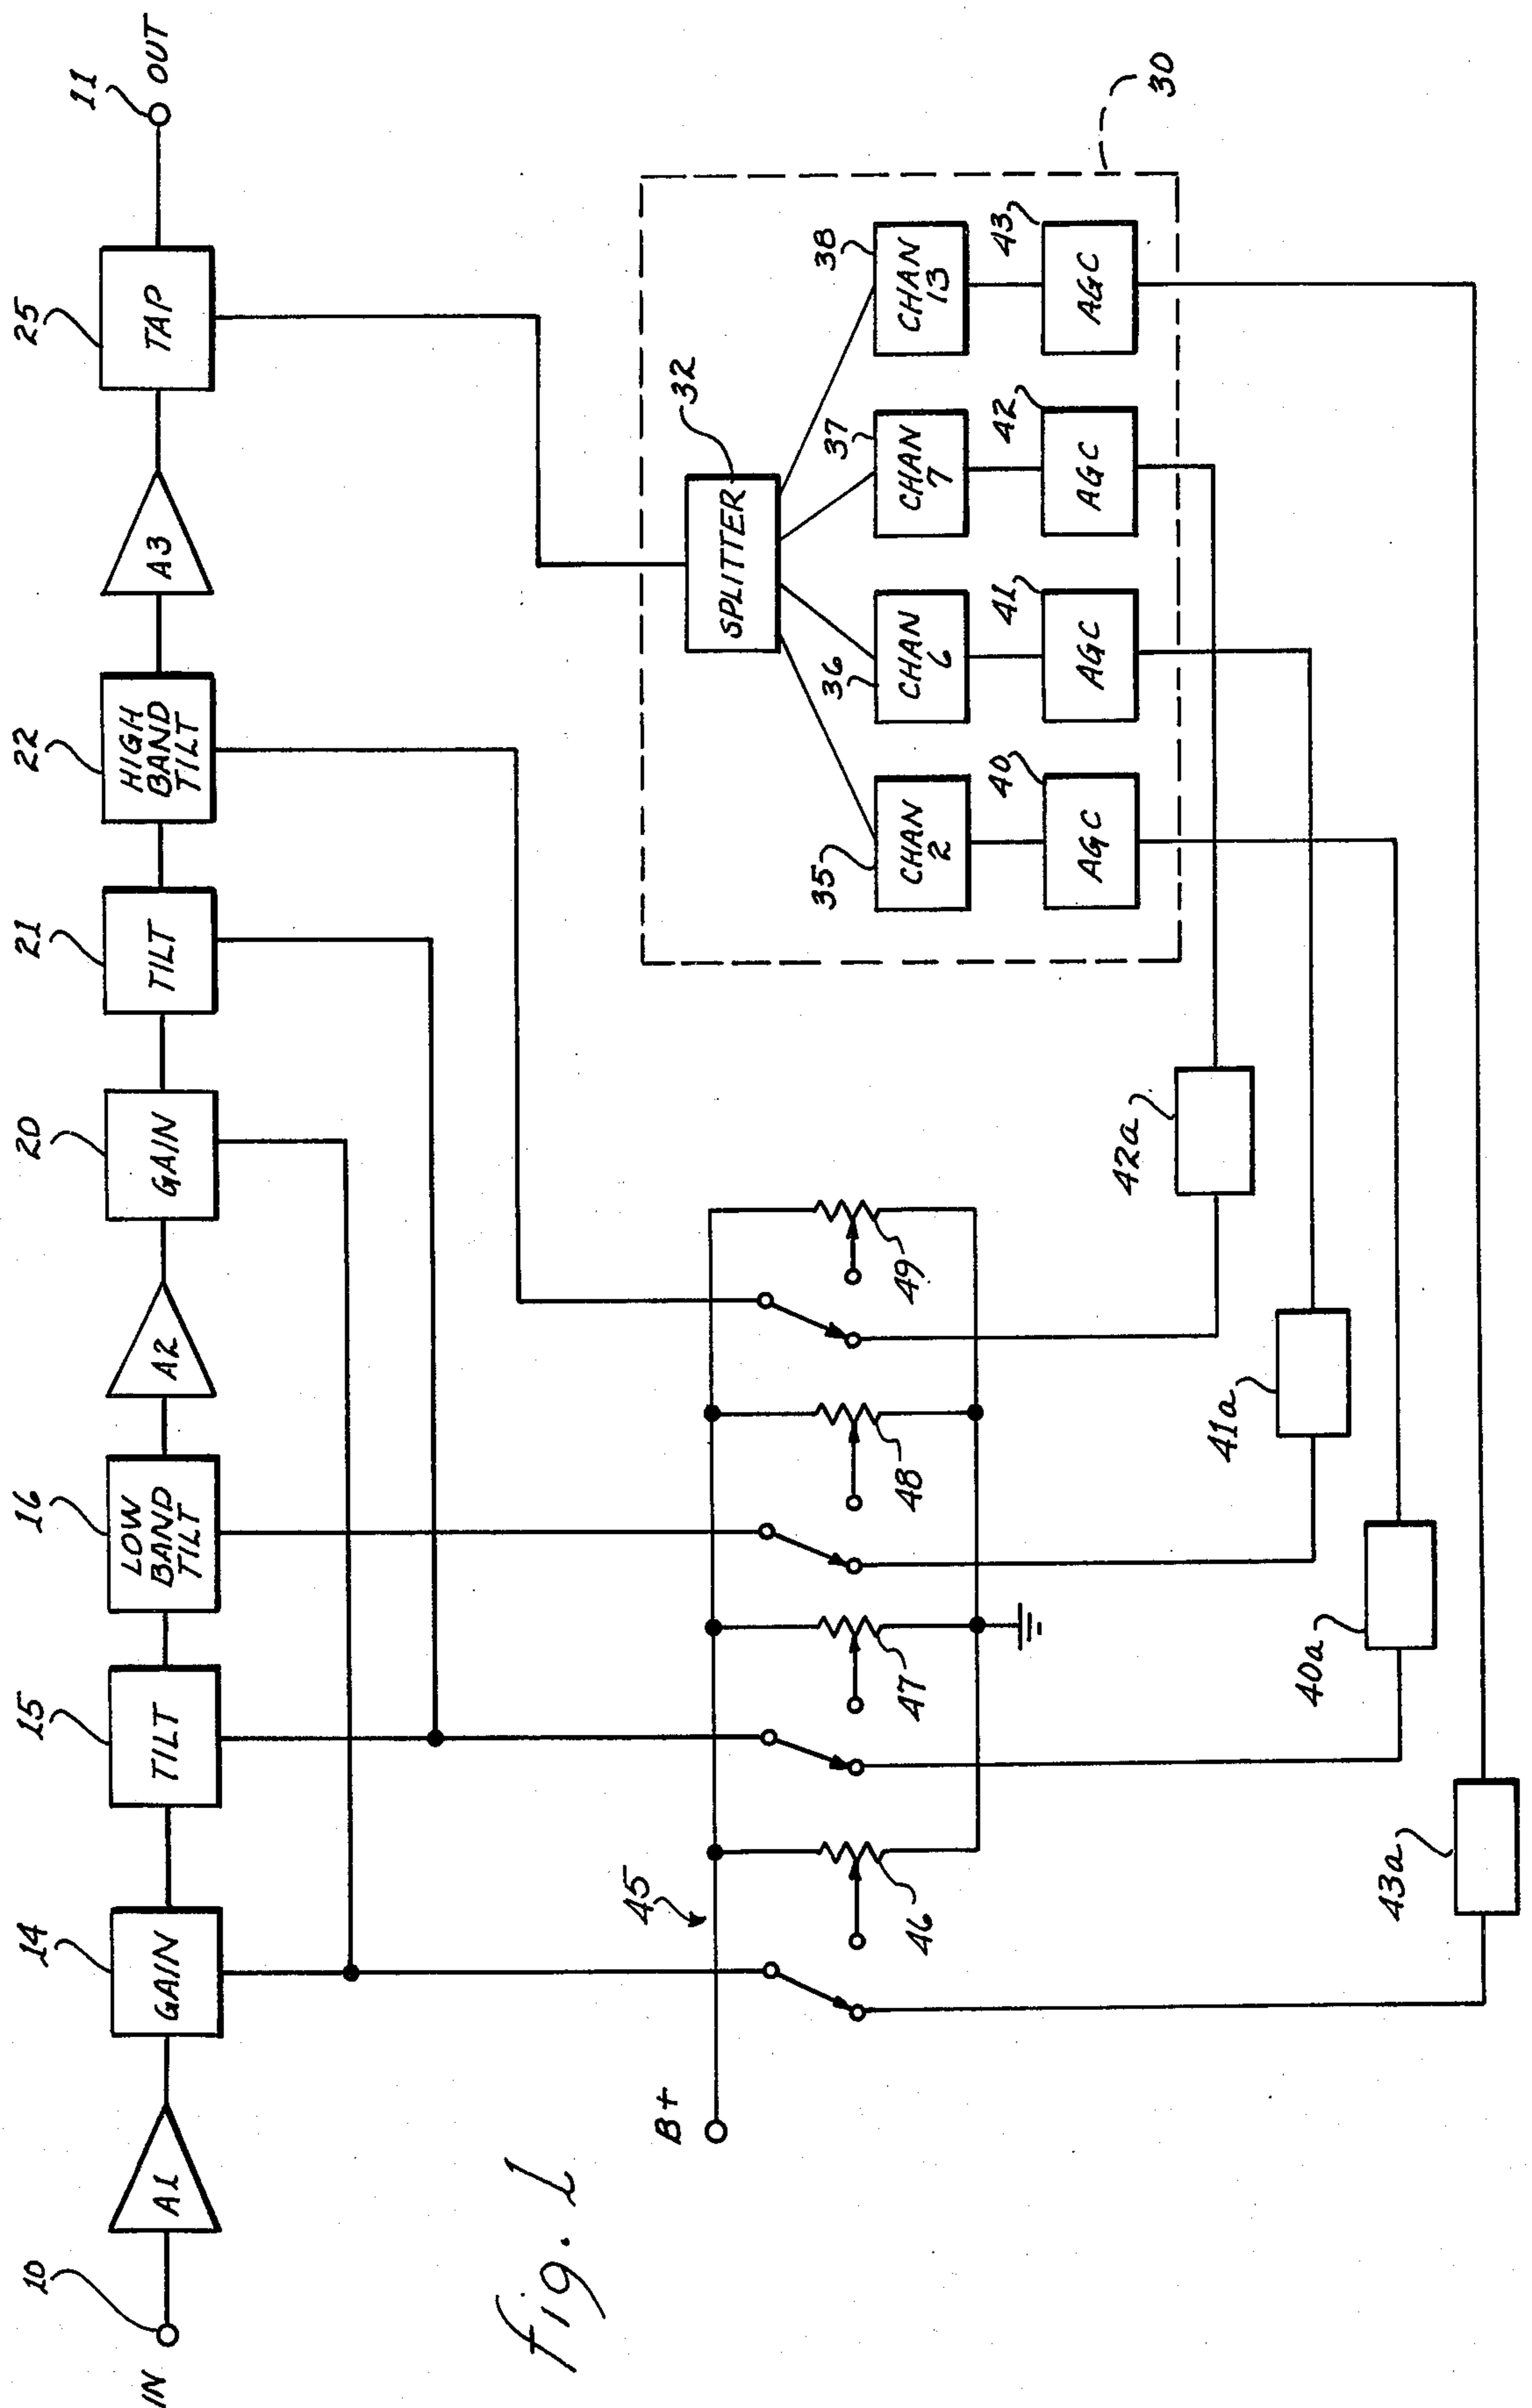 IN
10
A1
14
GAIN
15
TILT
16
LOW
BAND
TILT
A2
20
GAIN
21
TILT
22
HIGH
BAND
TILT
A3
25
TAP
11
OUT
B+
45
46
47
48
49
30
32
SPLITTER
35
CHAN
2
36
CHAN
6
37
CHAN
7
38
CHAN
13
40
AGC
41
AGC
42
AGC
43
AGC
43a
40a
41a
42a
Fig. 1